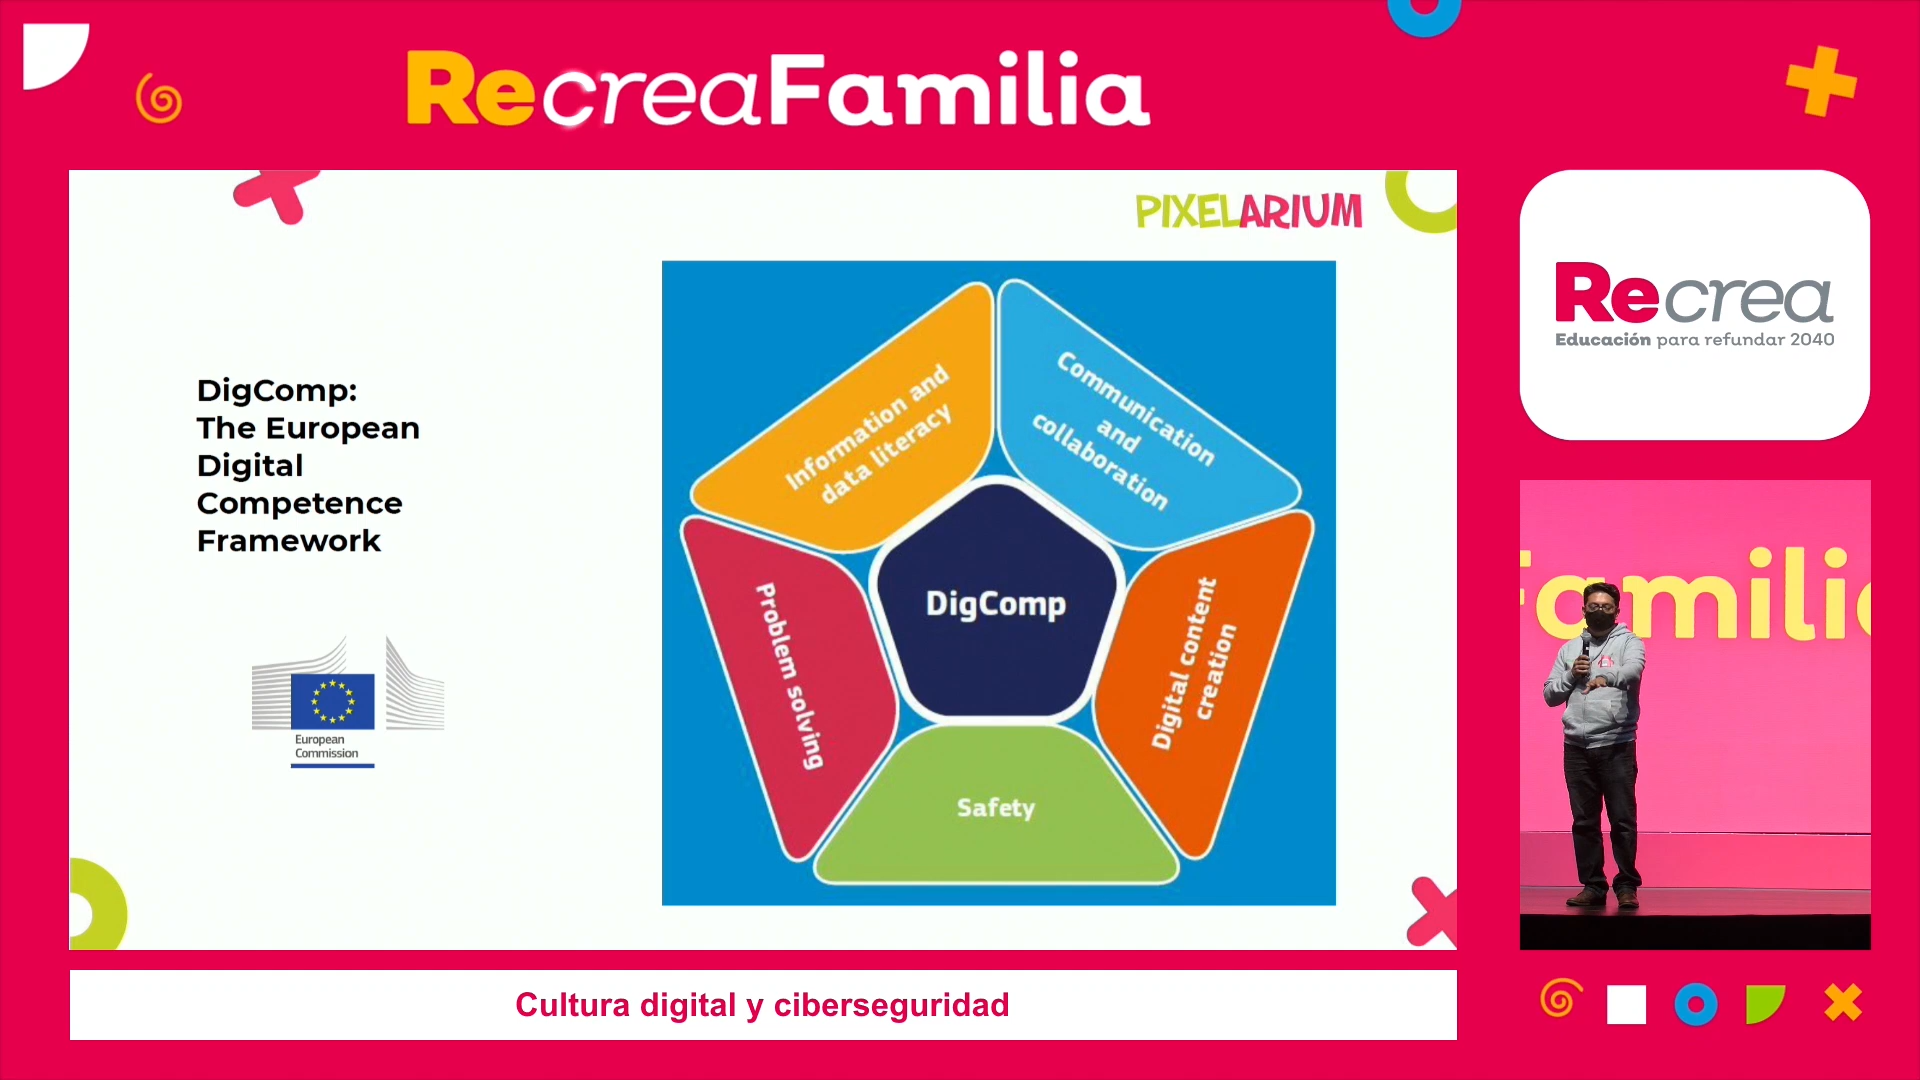 RecreaFamilia
PIXELARIUM
DigComp:
The European
Digital
Competence
Framework
European
Commission
Information and
data literacy
Communication
and
collaboration
Problem solving
DigComp
Digital content
creation
Safety
Recrea
Educación para refundar 2040
Familia
Cultura digital y ciberseguridad